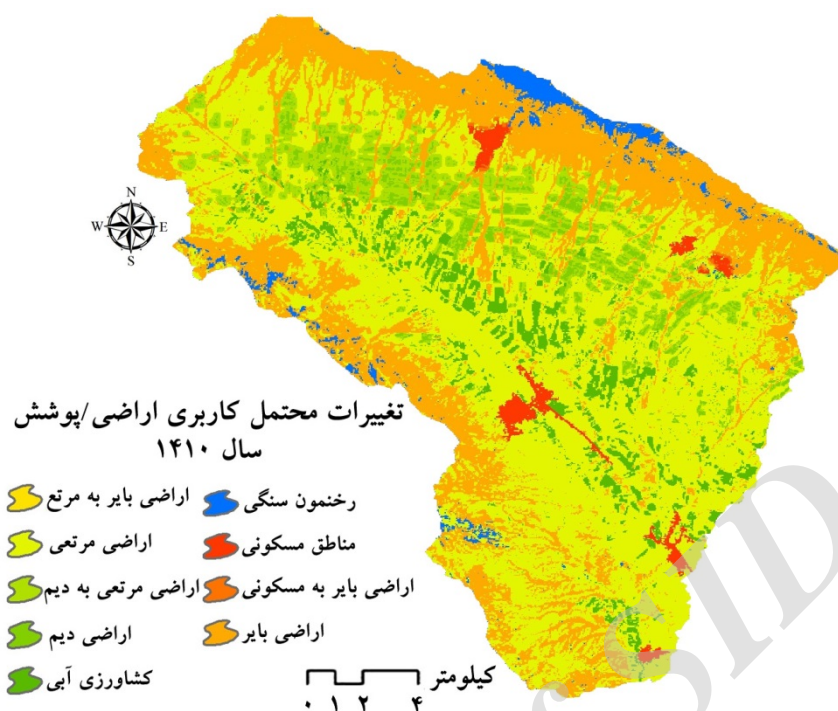 N
W E
S
تغییرات محتمل کاربری اراضی/پوشش
سال ۱۴۱۰
رخنمون سنگی
مناطق مسکونی
اراضی بایر به مسکونی
اراضی بایر
اراضی بایر به مرتع
اراضی مرتعی
اراضی مرتعی به دیم
اراضی دیم
کشاورزی آبی
کیلومتر
۰ ۱ ۲ ۴
SID